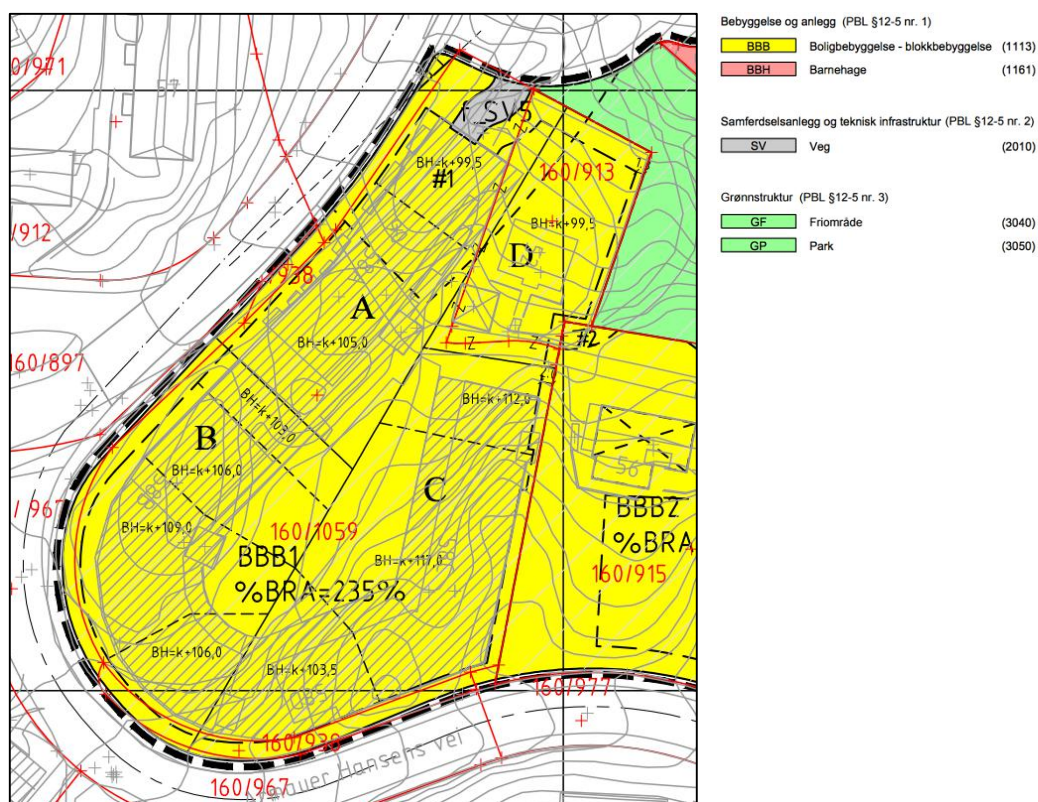 0/971
57
f_SV5
BH=k+99,5
#1
160/913
BH=k+99,5
/912
D
/938
A
#2
BH=k+105,0
160/897
BH=k+112,0
BH=k+103,0
B
BH=k+106,0
C
56
/967
BH=k+109,0
160/1059
BBB2
BBB1
%BRA
BH=k+117,0
160/915
%BRA=235%
BH=k+106,0
BH=k+103,5
160/977
160/938
Hansens vei
160/967
Bebyggelse og anlegg (PBL §12-5 nr. 1)
BBB Boligbebyggelse - blokkbebyggelse (1113)
BBH Barnehage (1161)
Samferdselsanlegg og teknisk infrastruktur (PBL §12-5 nr. 2)
SV Veg (2010)
Grønnstruktur (PBL §12-5 nr. 3)
GF Friområde (3040)
GP Park (3050)